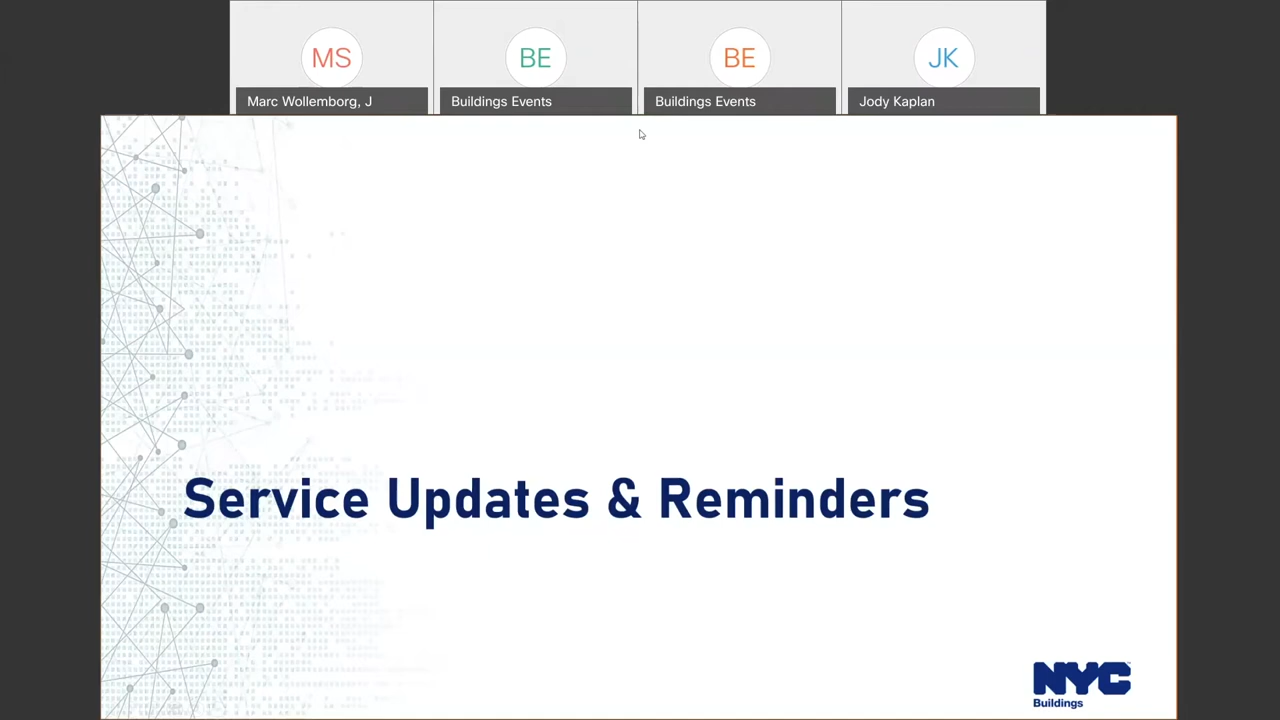 MS
BE
BE
JK
Marc Wollemborg, J
Buildings Events
Buildings Events
Jody Kaplan
Service Updates & Reminders
NYC
Buildings